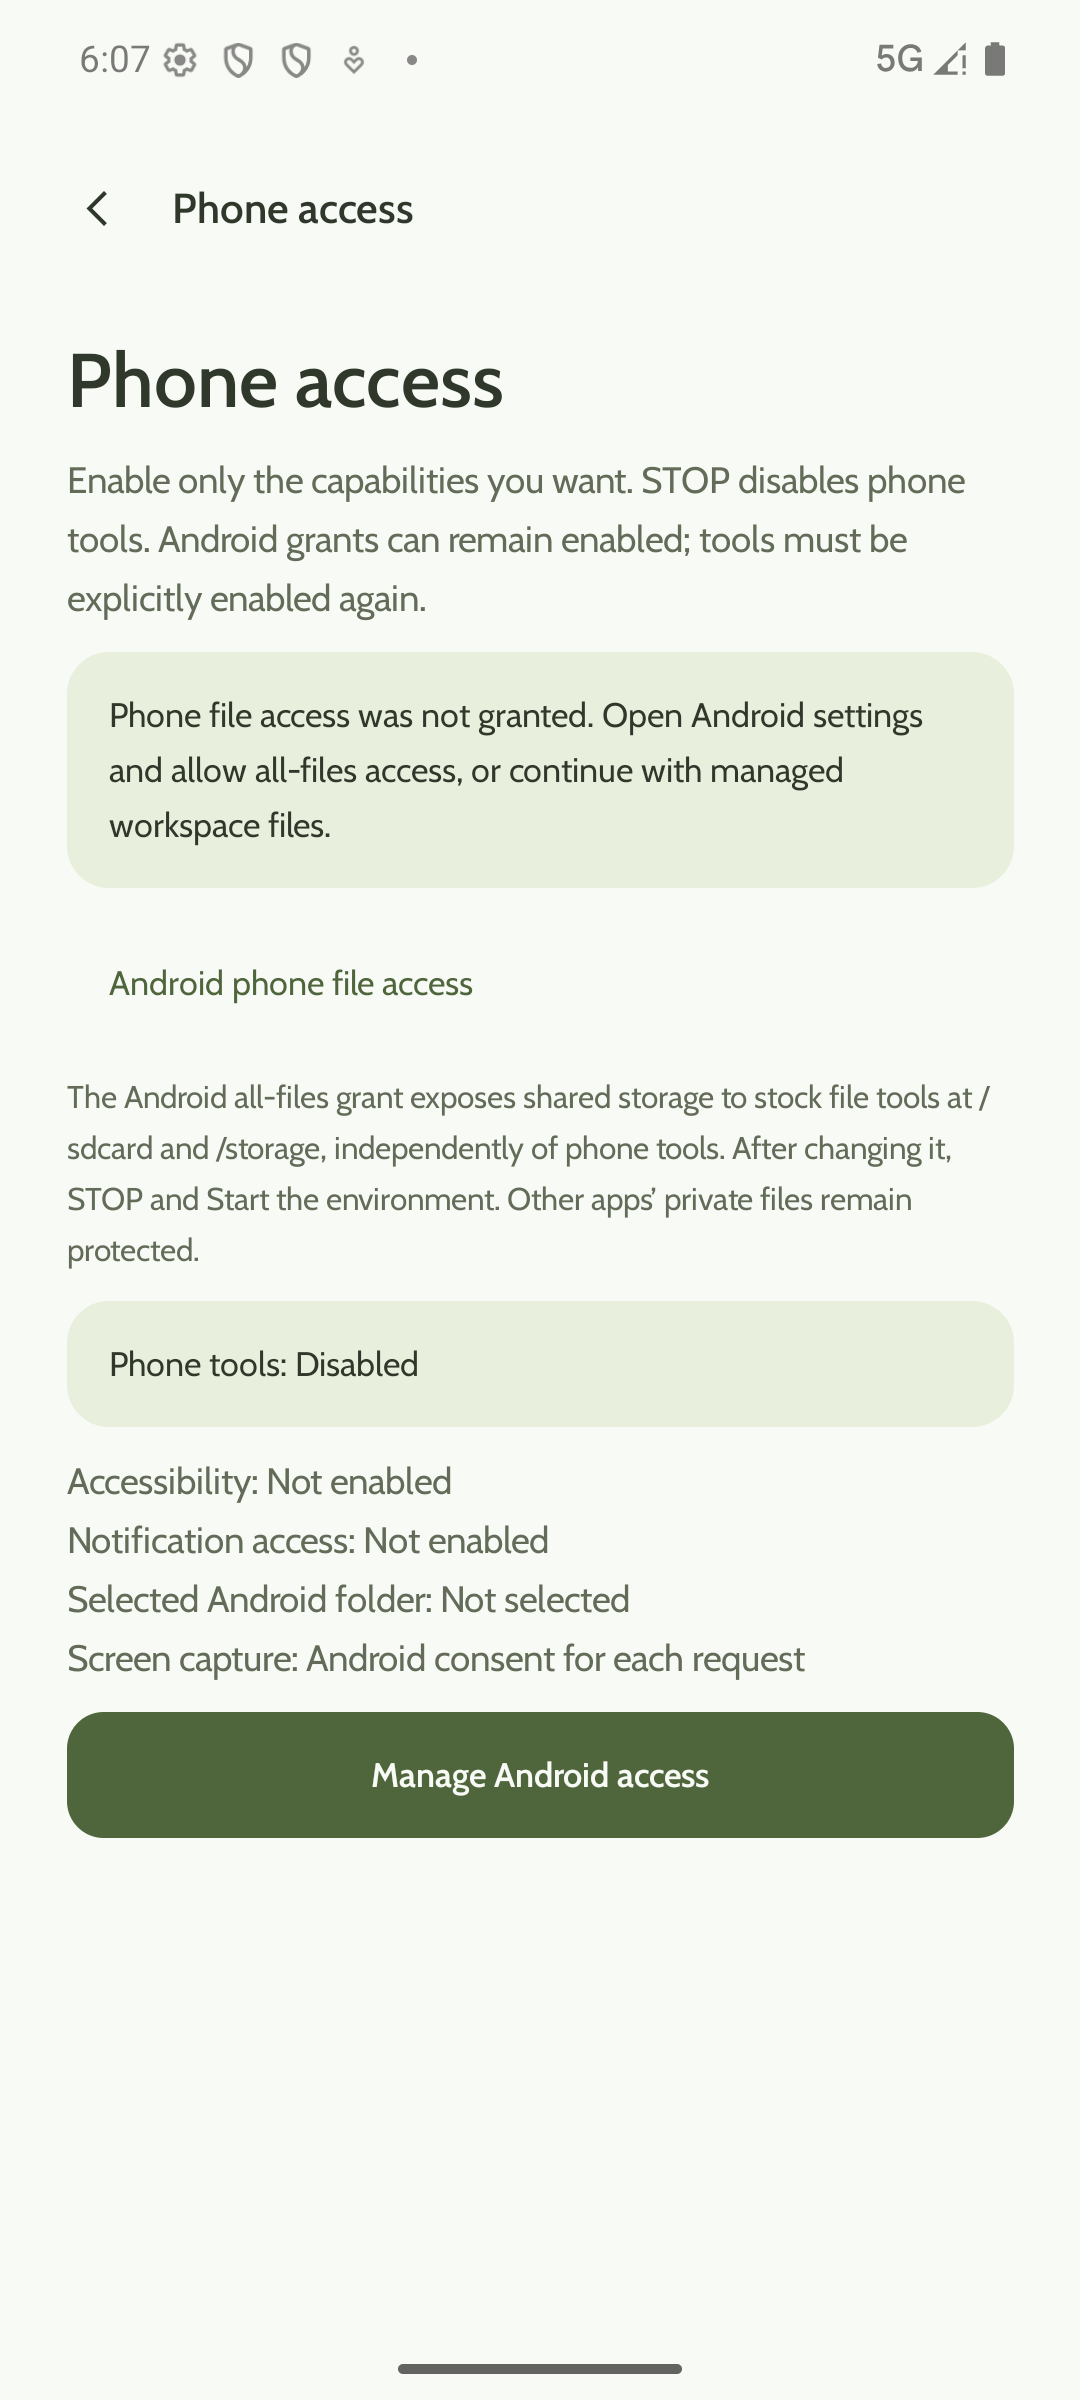 6:07
5G
Phone access
Phone access
Enable only the capabilities you want. STOP disables phone
tools. Android grants can remain enabled; tools must be
explicitly enabled again.
Phone file access was not granted. Open Android settings
and allow all-files access, or continue with managed
workspace files.
Android phone file access
The Android all-files grant exposes shared storage to stock file tools at /
sdcard and /storage, independently of phone tools. After changing it,
STOP and Start the environment. Other apps’ private files remain
protected.
Phone tools: Disabled
Accessibility: Not enabled
Notification access: Not enabled
Selected Android folder: Not selected
Screen capture: Android consent for each request
Manage Android access